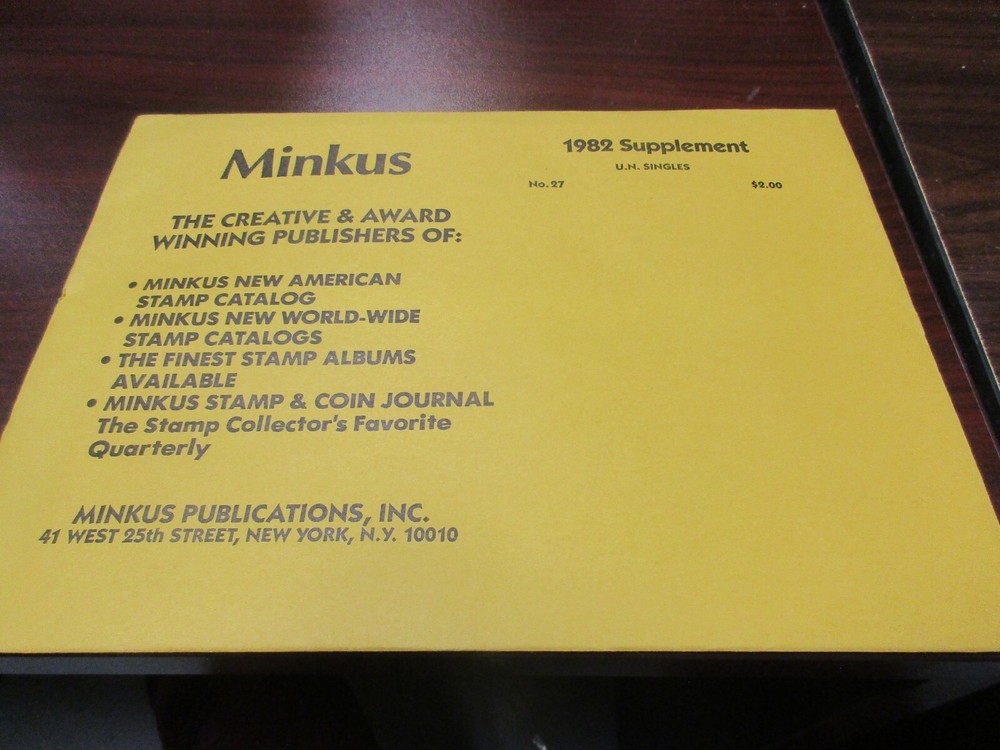 Minkus
THE CREATIVE & AWARD
WINNING PUBLISHERS OF:
• MINKUS NEW AMERICAN
STAMP CATALOG
• MINKUS NEW WORLD-WIDE
STAMP CATALOGS
• THE FINEST STAMP ALBUMS
AVAILABLE
• MINKUS STAMP & COIN JOURNAL
The Stamp Collector's Favorite
Quarterly
MINKUS PUBLICATIONS, INC.
41 WEST 25th STREET, NEW YORK, N.Y. 10010
1982 Supplement
U.N. SINGLES
No. 27 $2.00